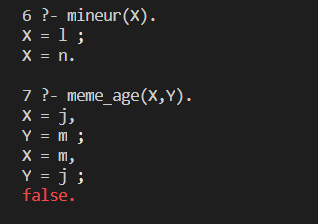 6 ?- mineur(X).
X = l ;
X = n.
7 ?- meme_age(X,Y).
X = j,
Y = m ;
X = m,
Y = j ;
false.